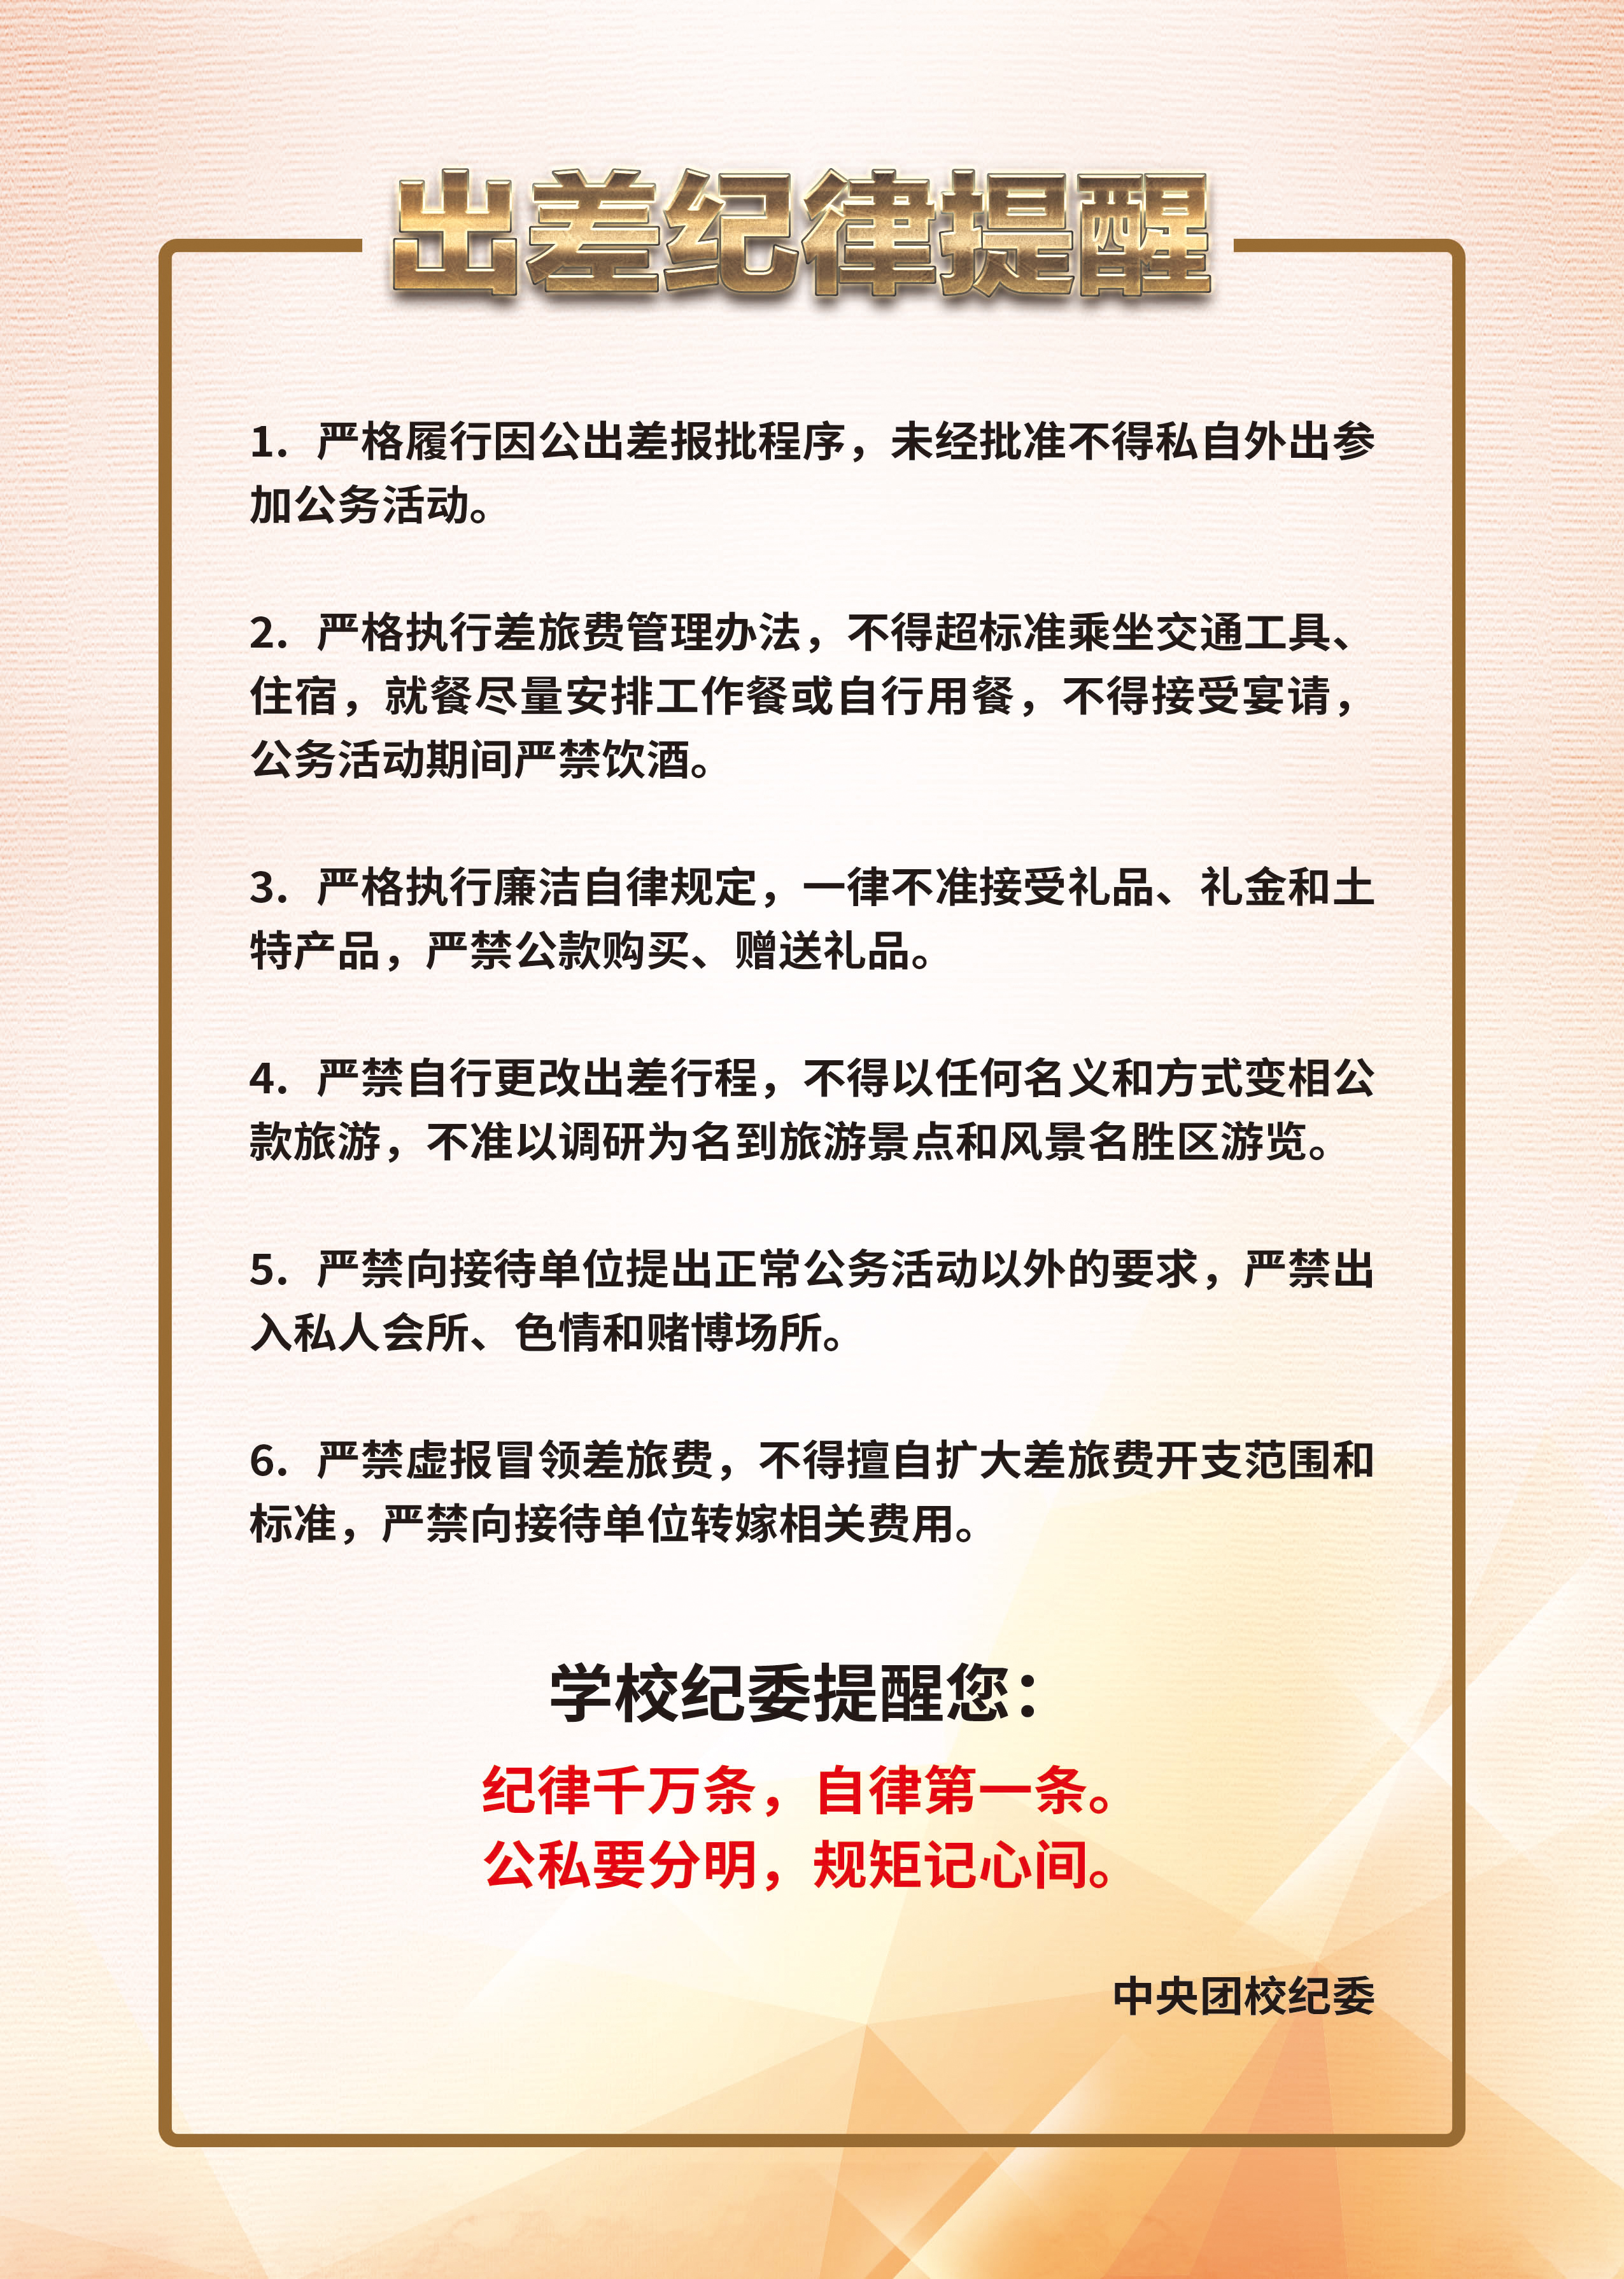 出差纪律提醒
1. 严格履行因公出差报批程序，未经批准不得私自外出参
加公务活动。
2. 严格执行差旅费管理办法，不得超标准乘坐交通工具、
住宿，就餐尽量安排工作餐或自行用餐，不得接受宴请，
公务活动期间严禁饮酒。
3. 严格执行廉洁自律规定，一律不准接受礼品、礼金和土
特产品，严禁公款购买、赠送礼品。
4. 严禁自行更改出差行程，不得以任何名义和方式变相公
款旅游，不准以调研为名到旅游景点和风景名胜区游览。
5. 严禁向接待单位提出正常公务活动以外的要求，严禁出
入私人会所、色情和赌博场所。
6. 严禁虚报冒领差旅费，不得擅自扩大差旅费开支范围和
标准，严禁向接待单位转嫁相关费用。
学校纪委提醒您：
纪律千万条，自律第一条。
公私要分明，规矩记心间。
中央团校纪委